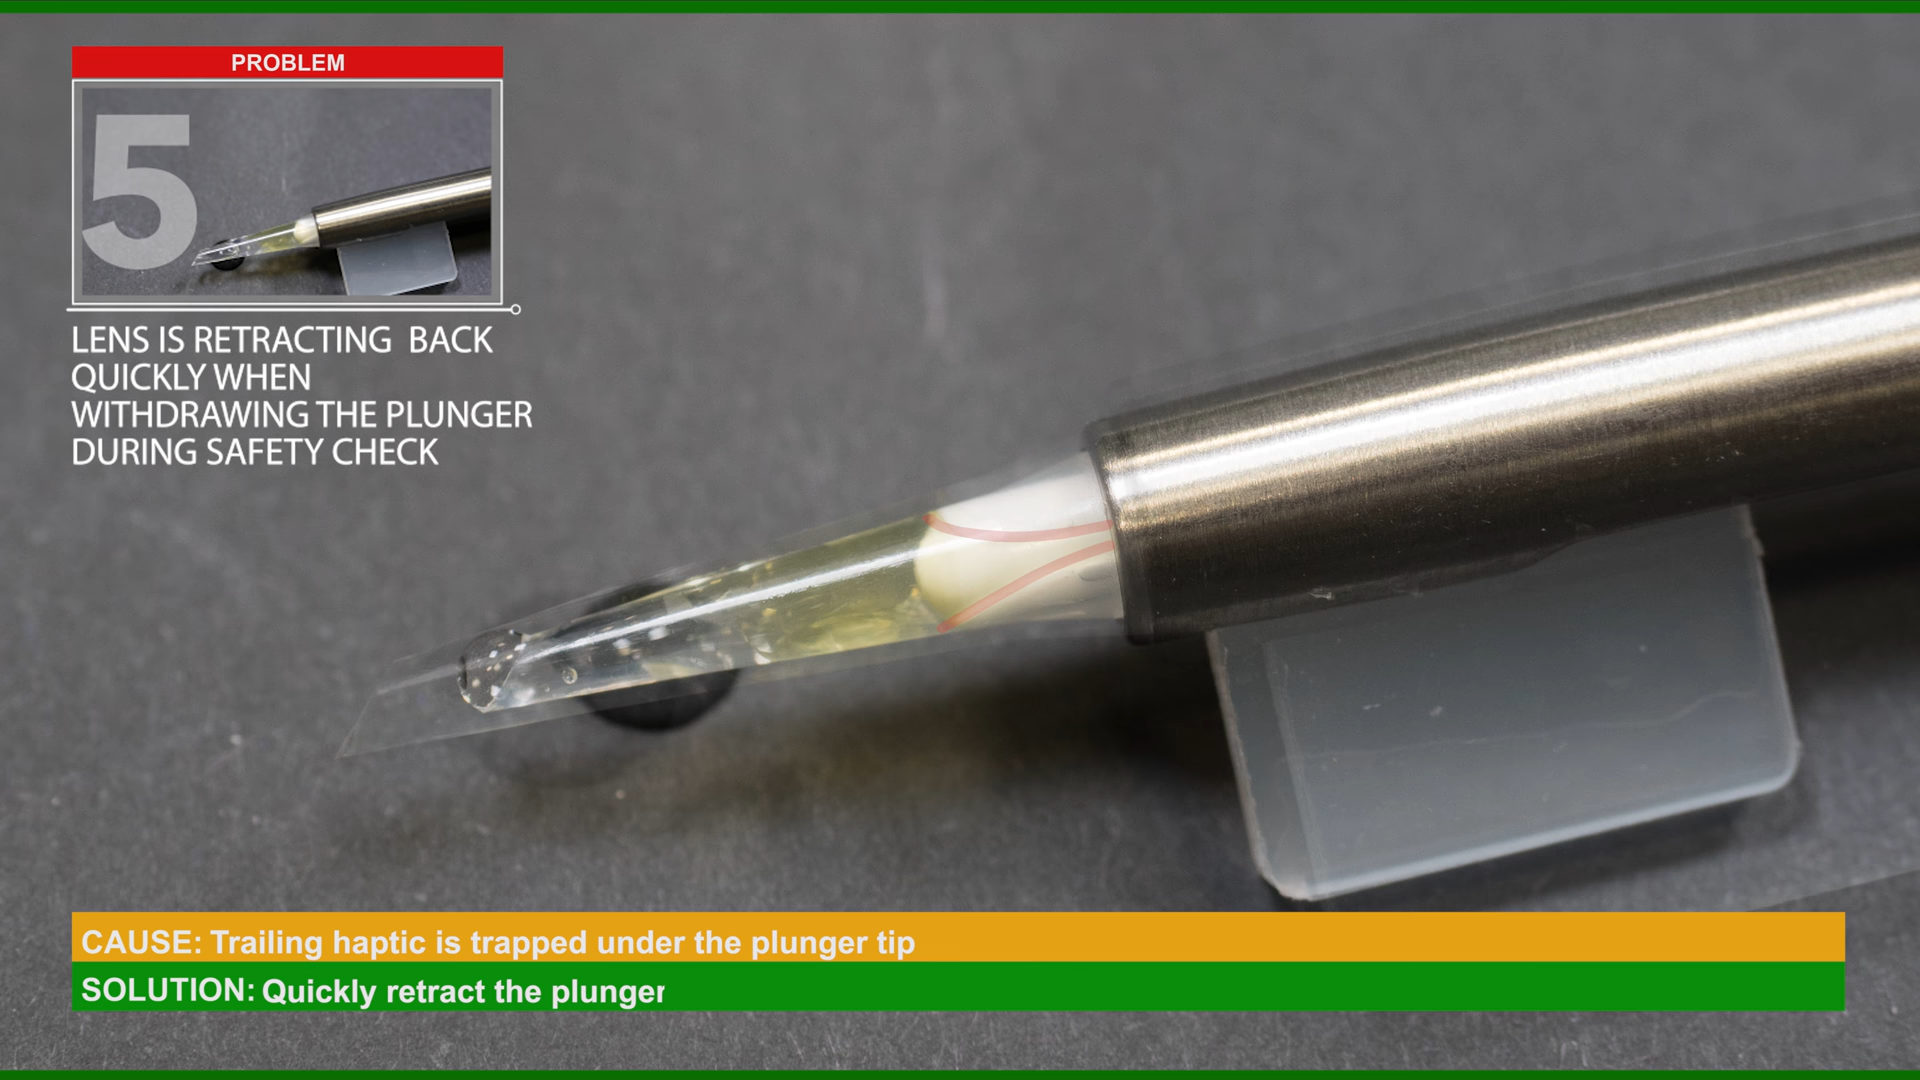 PROBLEM
5
LENS IS RETRACTING BACK
QUICKLY WHEN
WITHDRAWING THE PLUNGER
DURING SAFETY CHECK
CAUSE: Trailing haptic is trapped under the plunger tip
SOLUTION: Quickly retract the plunger